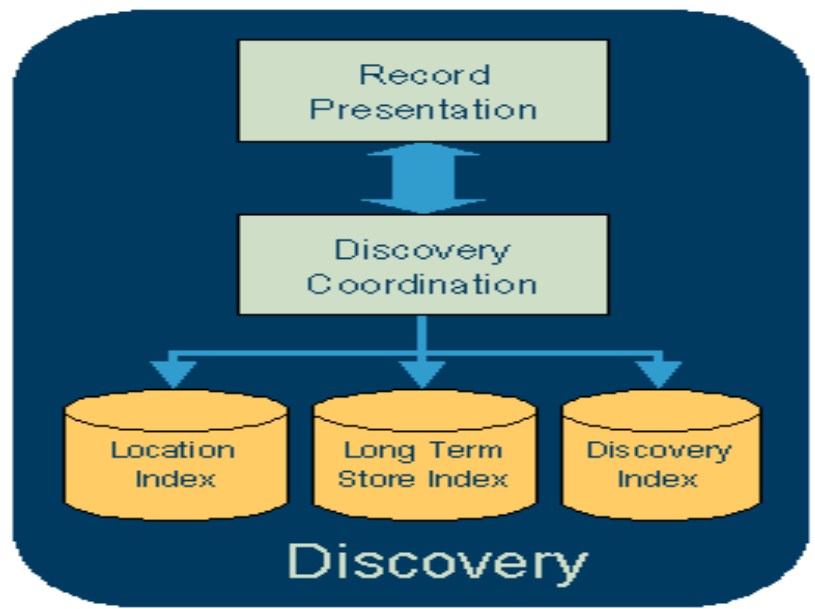 Record
Presentation
Discovery
Coordination
Location
Index
Long Term
Store Index
Discovery
Index
Discovery